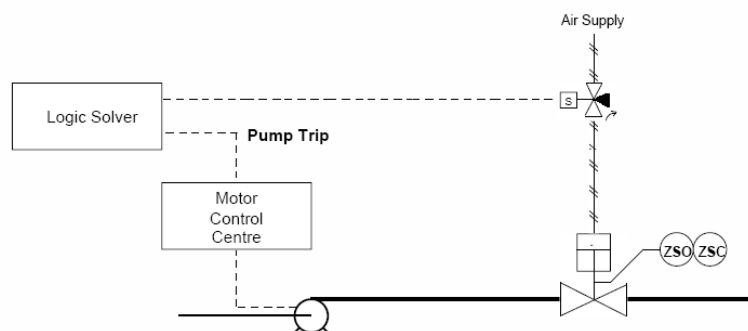 Air Supply
S
Logic Solver
Pump Trip
Motor
Control
Centre
ZSO ZSC